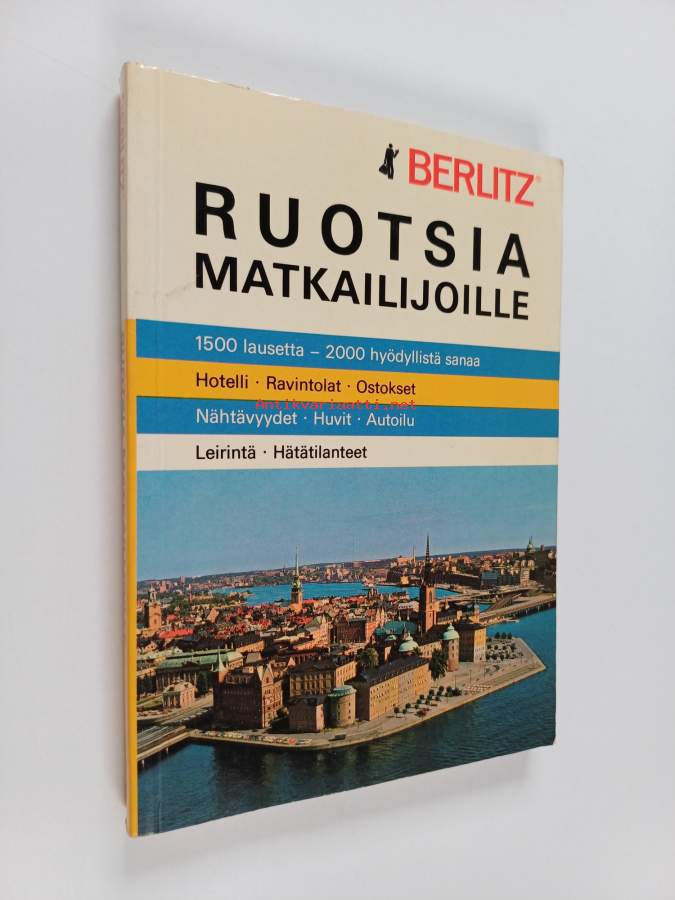 BERLITZ®
RUOTSIA
MATKAILIJOILLE
1500 lausetta – 2000 hyödyllistä sanaa
Hotelli · Ravintolat · Ostokset
Antikvariaatti.net
Nähtävyydet · Huvit · Autoilu
Leirintä · Hätätilanteet